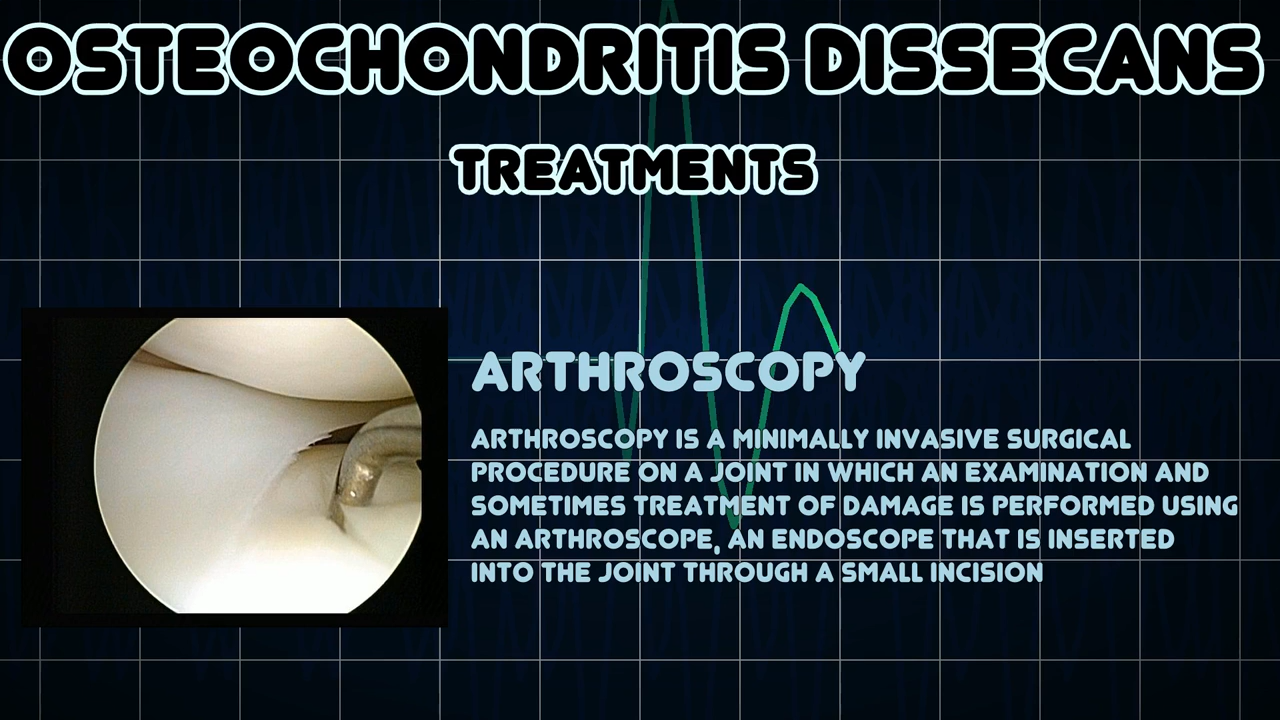 OSTEOCHONDRITIS DISSECANS
TREATMENTS
ARTHROSCOPY
ARTHROSCOPY IS A MINIMALLY INVASIVE SURGICAL
PROCEDURE ON A JOINT IN WHICH AN EXAMINATION AND
SOMETIMES TREATMENT OF DAMAGE IS PERFORMED USING
AN ARTHROSCOPE, AN ENDOSCOPE THAT IS INSERTED
INTO THE JOINT THROUGH A SMALL INCISION